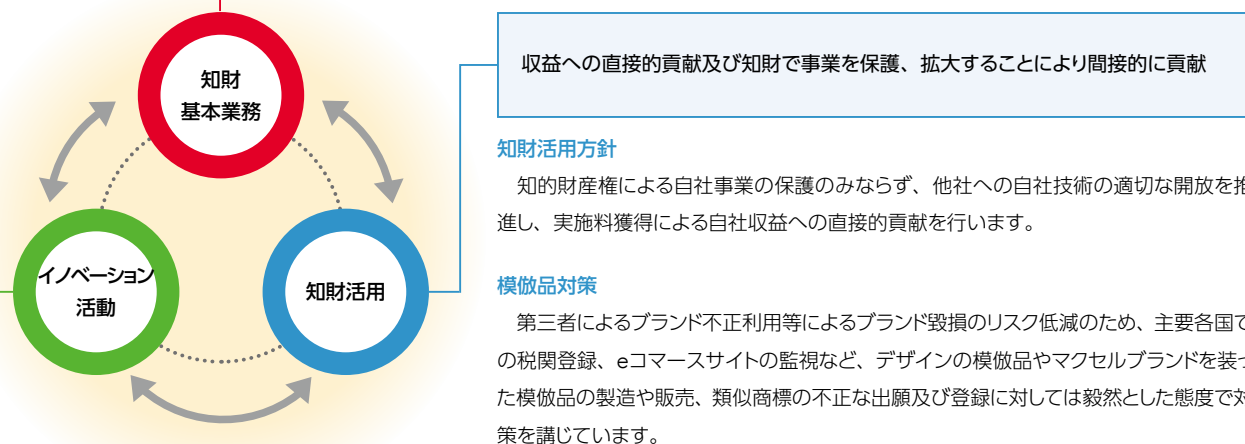 知財
基本業務
イノベーション
活動
知財活用
収益への直接的貢献及び知財で事業を保護、拡大することにより間接的に貢献
知財活用方針
知的財産権による自社事業の保護のみならず、他社への自社技術の適切な開放を推
進し、実施料獲得による自社収益への直接的貢献を行います。
模倣品対策
第三者によるブランド不正利用等によるブランド毀損のリスク低減のため、主要各国で
の税関登録、eコマースサイトの監視など、デザインの模倣品やマクセルブランドを装っ
た模倣品の製造や販売、類似商標の不正な出願及び登録に対しては毅然とした態度で対
策を講じています。